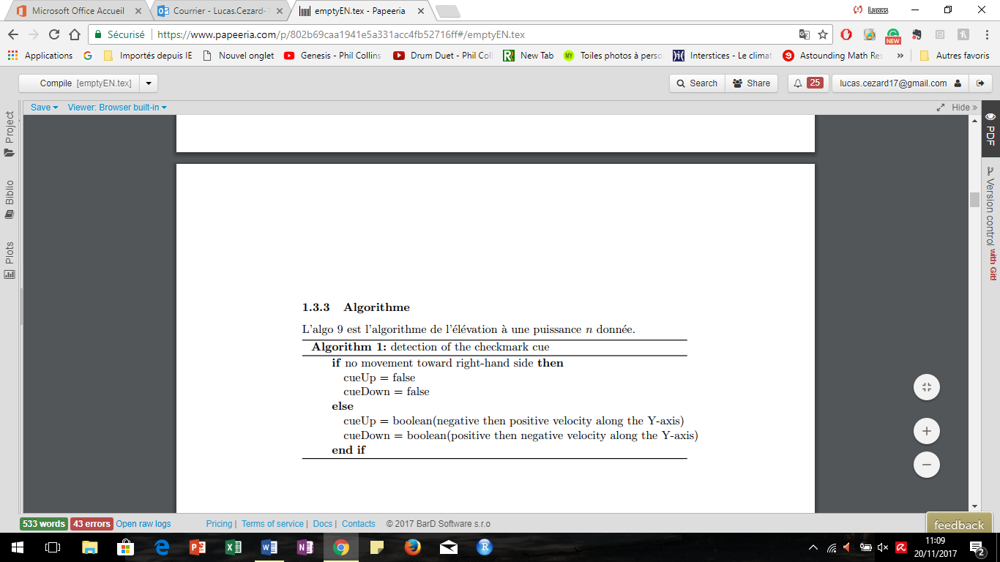 Microsoft Office Accueil
Courrier - Lucas.Cezard-
emptyEN.tex - Papeeria
Lucas
Sécurisé
https://www.papeeria.com/p/802b69caa1941e5a331acc4fb52716ff#/emptyEN.tex
NEW
Applications
Importés depuis IE
Nouvel onglet
Genesis - Phil Collins
Drum Duet - Phil Coll
New Tab
Toiles photos à perso
Interstices - Le climat
Astounding Math Res
»
Autres favoris
Compile [emptyEN.tex]
Search
Share
25
lucas.cezard17@gmail.com
Save
Viewer: Browser built-in
Hide »
Project
Biblio
Plots
PDF
Version control with Git!
1.3.3 Algorithme
L'algo 9 est l'algorithme de l'élévation à une puissance n donnée.
Algorithm 1: detection of the checkmark cue
if no movement toward right-hand side then
cueUp = false
cueDown = false
else
cueUp = boolean(negative then positive velocity along the Y-axis)
cueDown = boolean(positive then negative velocity along the Y-axis)
end if
533 words
43 errors
Open raw logs
Pricing | Terms of service | Docs | Contacts © 2017 BarD Software s.r.o
feedback
11:09
20/11/2017
2